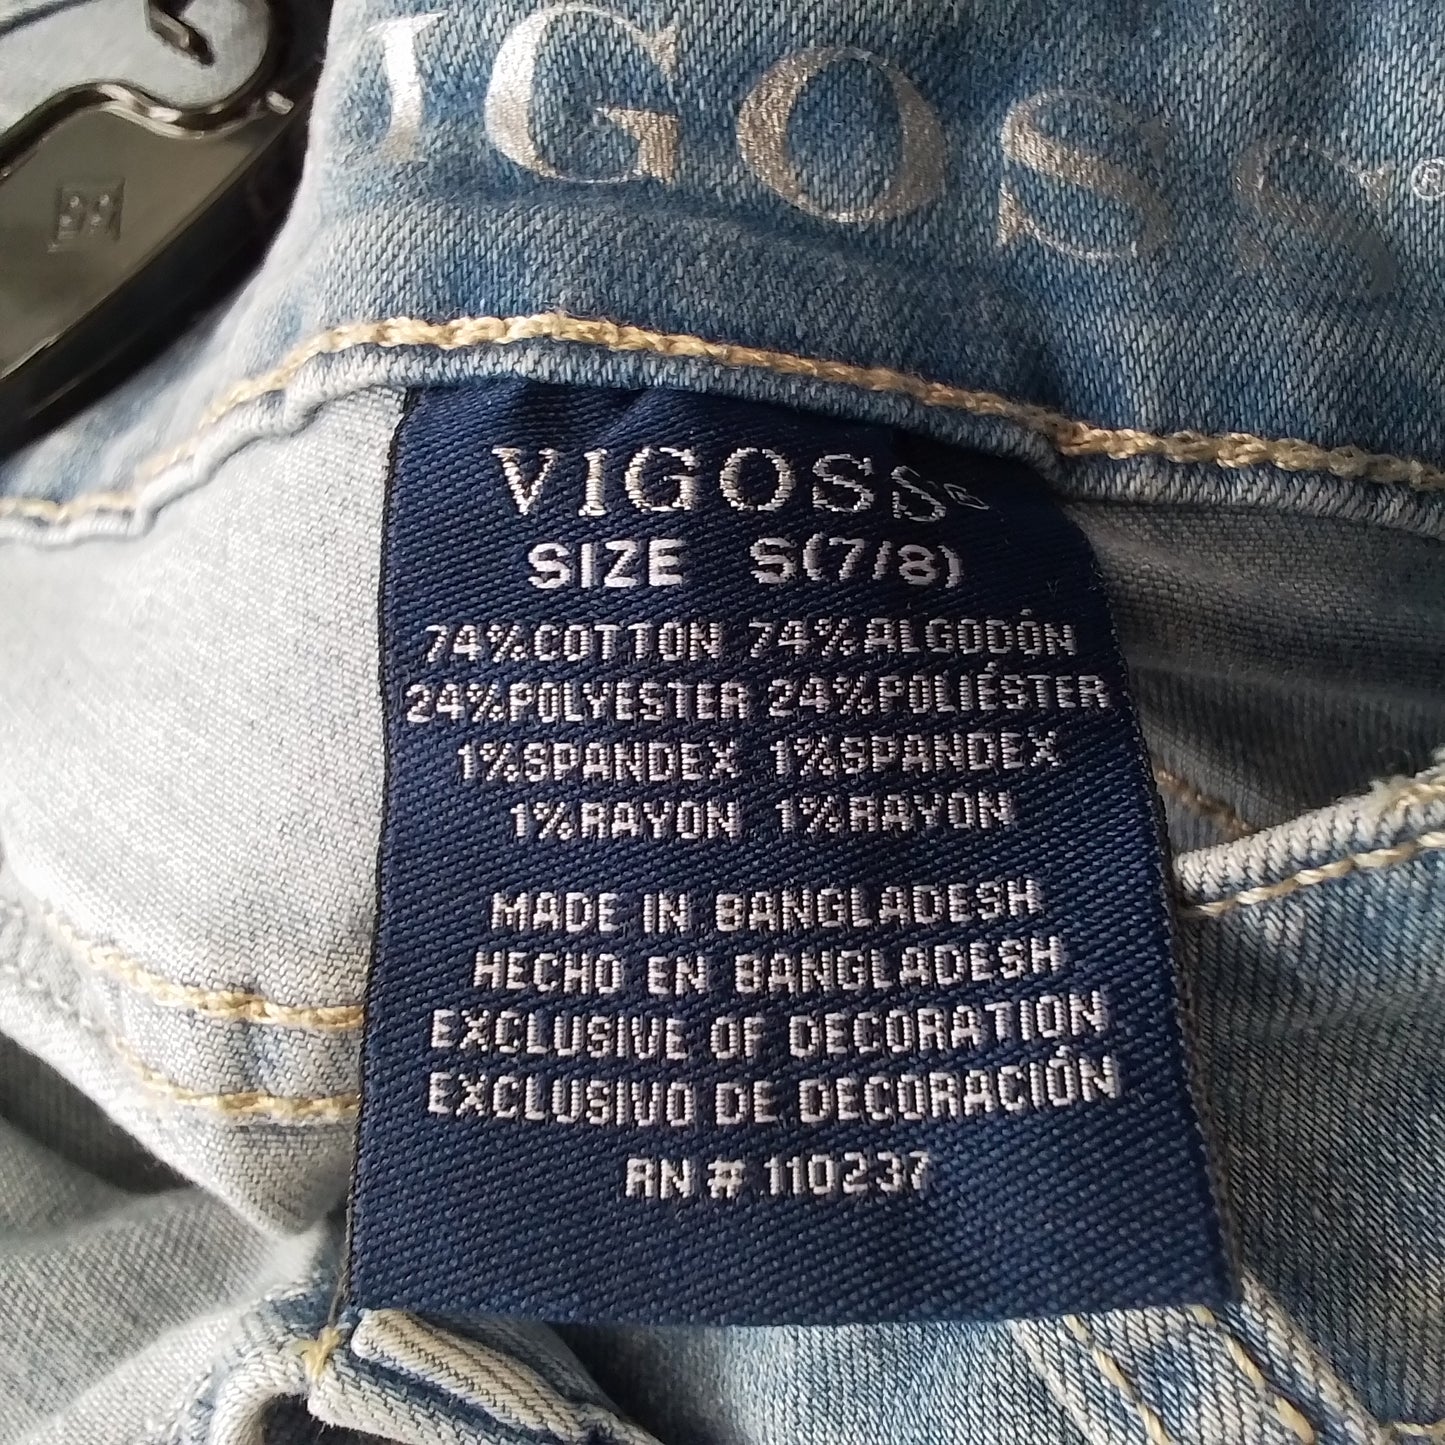 IGOSS®
VIGOSS®
SIZE S(7/8)
74%COTTON 74%ALGODÓN
24%POLYESTER 24%POLIÉSTER
1%SPANDEX 1%SPANDEX
1%RAYON 1%RAYON
MADE IN BANGLADESH
HECHO EN BANGLADESH
EXCLUSIVE OF DECORATION
EXCLUSIVO DE DECORACIÓN
RN # 110237